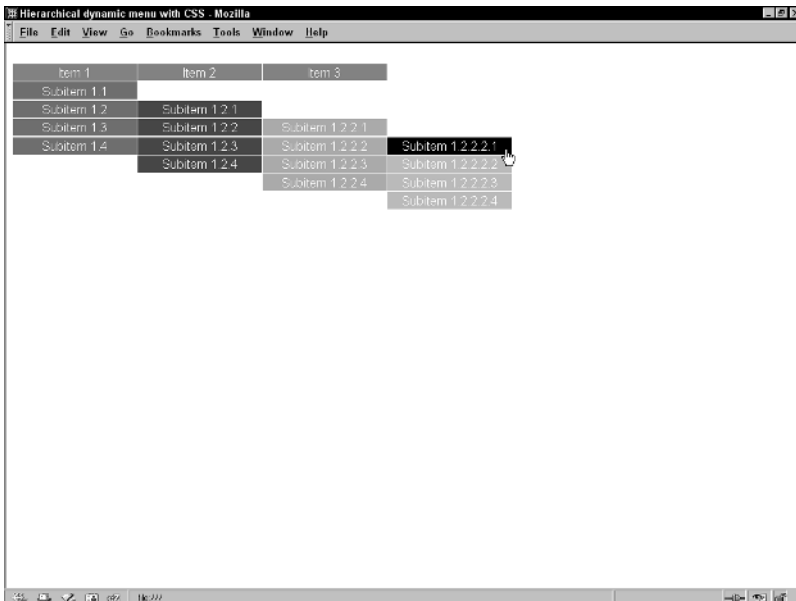 Hierarchical dynamic menu with CSS - Mozilla
File Edit View Go Bookmarks Tools Window Help
Item 1 Item 2 Item 3
Subitem 1.1
Subitem 1.2 Subitem 1.2.1
Subitem 1.3 Subitem 1.2.2 Subitem 1.2.2.1
Subitem 1.4 Subitem 1.2.3 Subitem 1.2.2.2 Subitem 1.2.2.2.1
Subitem 1.2.4 Subitem 1.2.2.3 Subitem 1.2.2.2.2
Subitem 1.2.2.4 Subitem 1.2.2.2.3
Subitem 1.2.2.2.4